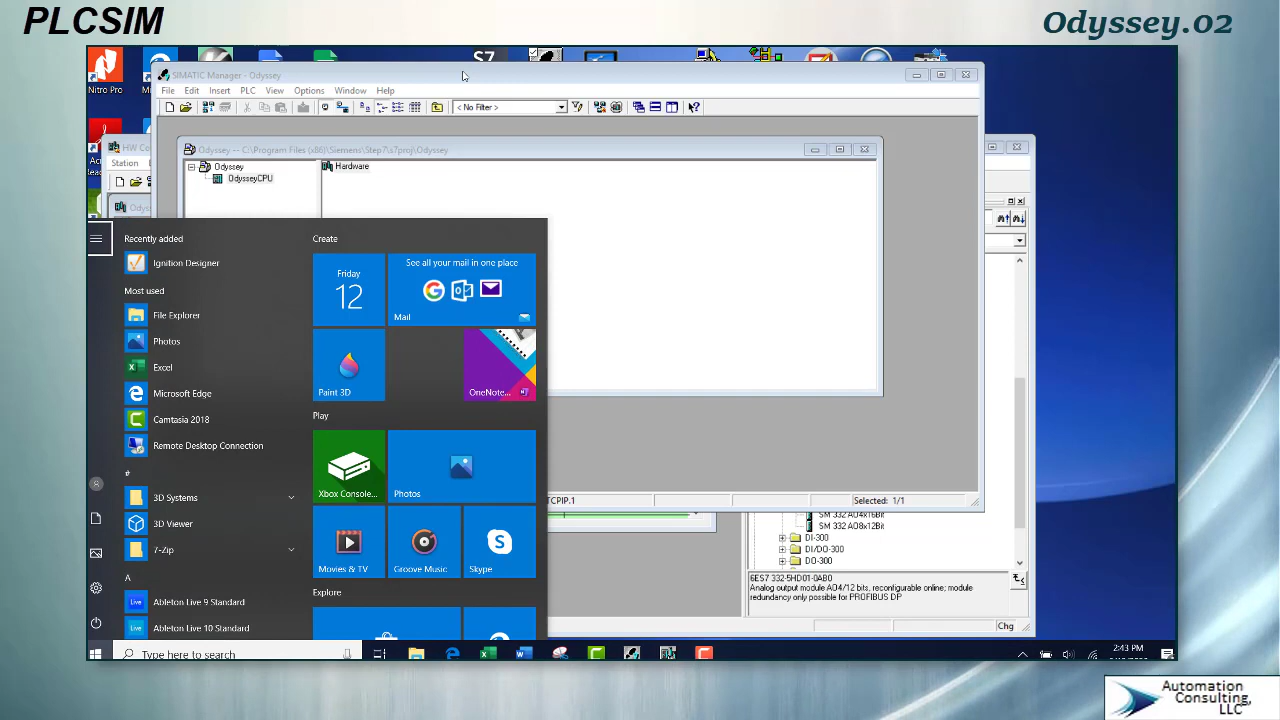 PLCSIM
Odyssey.02
S7
Nitro Pro
SIMATIC Manager - Odyssey
File Edit Insert PLC View Options Window Help
< No Filter >
Station
Odyssey -- C:\Program Files (x86)\Siemens\Step7\s7proj\Odyssey
Odyssey
OdysseyCPU
Hardware
Recently added
Ignition Designer
Most used
File Explorer
Photos
Excel
Microsoft Edge
Camtasia 2018
Remote Desktop Connection
#
3D Systems
3D Viewer
7-Zip
A
Ableton Live 9 Standard
Ableton Live 10 Standard
Create
Friday
12
See all your mail in one place
Mail
Paint 3D
OneNote...
Play
Xbox Console...
Photos
Movies & TV
Groove Music
Skype
Explore
TCPIP.1
Selected: 1/1
SM 332 AO4x16Bit
SM 332 AO8x12Bit
DI-300
DI/DO-300
DO-300
6ES7 332-5HD01-0AB0
Analog output module AO4/12 bits, reconfigurable online; module
redundancy only possible for PROFIBUS DP
Chg
Type here to search
2:43 PM
Automation
Consulting,
LLC